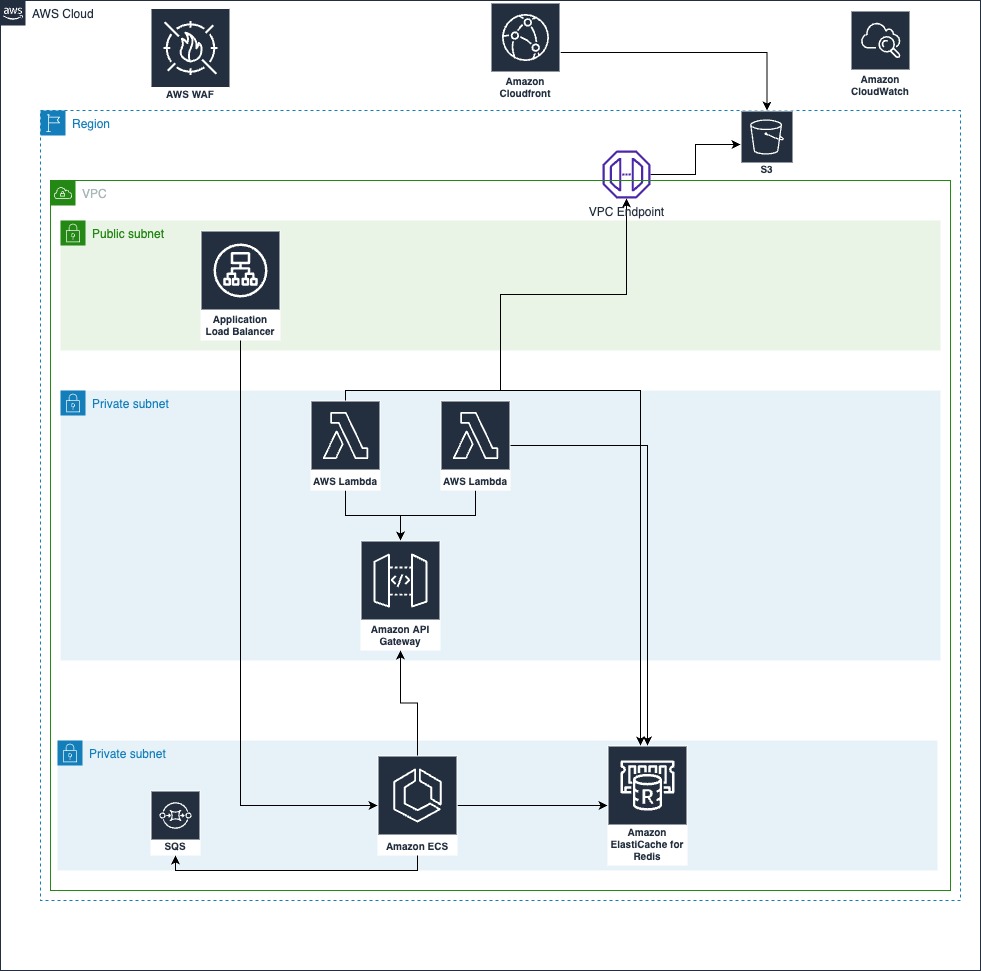 aws
AWS Cloud
AWS WAF
Amazon
Cloudfront
Amazon
CloudWatch
Region
S3
VPC
VPC Endpoint
Public subnet
Application
Load Balancer
Private subnet
AWS Lambda
AWS Lambda
</>
Amazon API
Gateway
Private subnet
R
SQS
Amazon ECS
Amazon
ElastiCache for
Redis